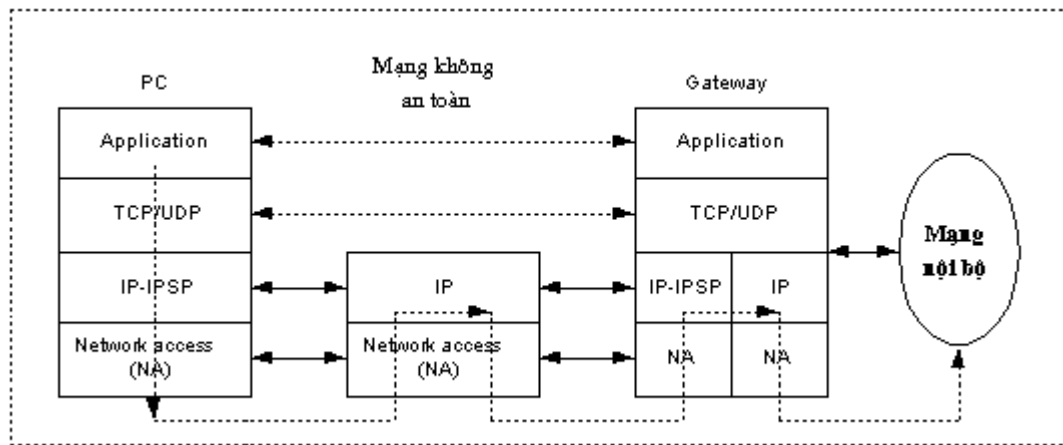 Mạng không
an toàn
PC
Gateway
Application
Application
TCP/UDP
TCP/UDP
Mạng
nội bộ
IP-IPSP
IP
IP-IPSP
IP
Network access
(NA)
Network access
(NA)
NA
NA